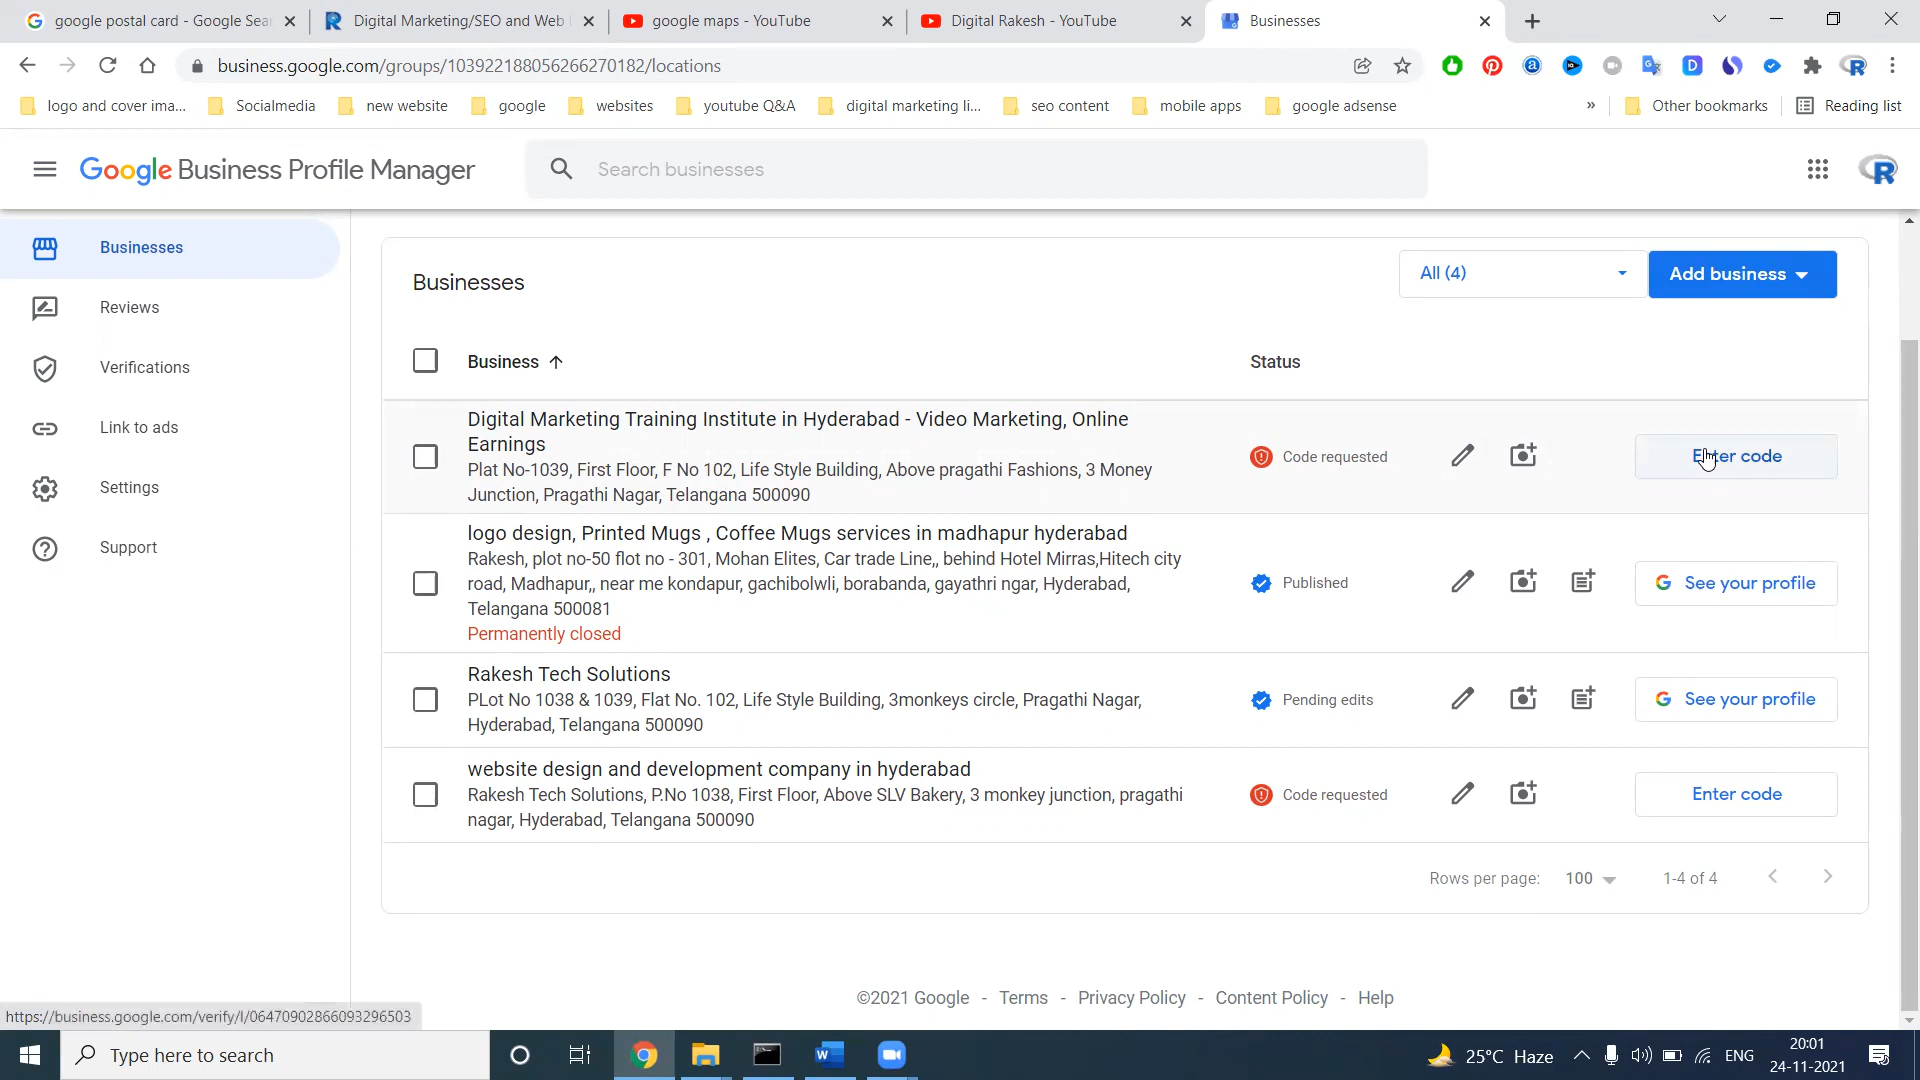 google postal card - Google Sea
Digital Marketing/SEO and Web
google maps - YouTube
Digital Rakesh - YouTube
Businesses
business.google.com/groups/103922188056266270182/locations
logo and cover ima...
Socialmedia
new website
google
websites
youtube Q&A
digital marketing li...
seo content
mobile apps
google adsense
»
Other bookmarks
Reading list
Google Business Profile Manager
Search businesses
Businesses
Reviews
Verifications
Link to ads
Settings
Support
Businesses
All (4)
Add business
Business
Status
Digital Marketing Training Institute in Hyderabad - Video Marketing, Online
Earnings
Plat No-1039, First Floor, F No 102, Life Style Building, Above pragathi Fashions, 3 Money
Junction, Pragathi Nagar, Telangana 500090
Code requested
Enter code
logo design, Printed Mugs , Coffee Mugs services in madhapur hyderabad
Rakesh, plot no-50 flot no - 301, Mohan Elites, Car trade Line,, behind Hotel Mirras,Hitech city
road, Madhapur,, near me kondapur, gachibolwli, borabanda, gayathri ngar, Hyderabad,
Telangana 500081
Permanently closed
Published
See your profile
Rakesh Tech Solutions
PLot No 1038 & 1039, Flat No. 102, Life Style Building, 3monkeys circle, Pragathi Nagar,
Hyderabad, Telangana 500090
Pending edits
See your profile
website design and development company in hyderabad
Rakesh Tech Solutions, P.No 1038, First Floor, Above SLV Bakery, 3 monkey junction, pragathi
nagar, Hyderabad, Telangana 500090
Code requested
Enter code
Rows per page: 100 1-4 of 4
©2021 Google - Terms - Privacy Policy - Content Policy - Help
https://business.google.com/verify/l/06470902866093296503
Type here to search
25°C Haze
ENG
20:01
24-11-2021